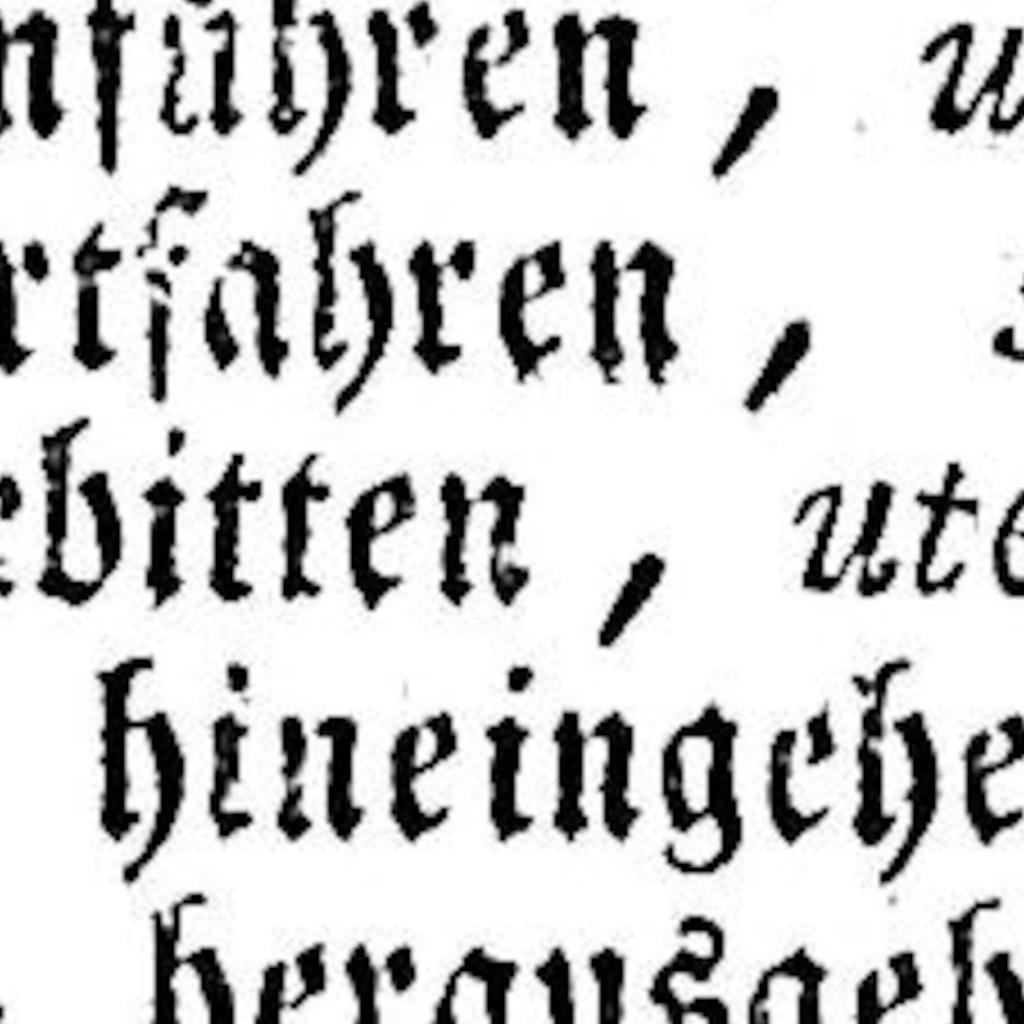 nführen, u
rtfahren,
ebitten, ute
hineingehe
herausgeh